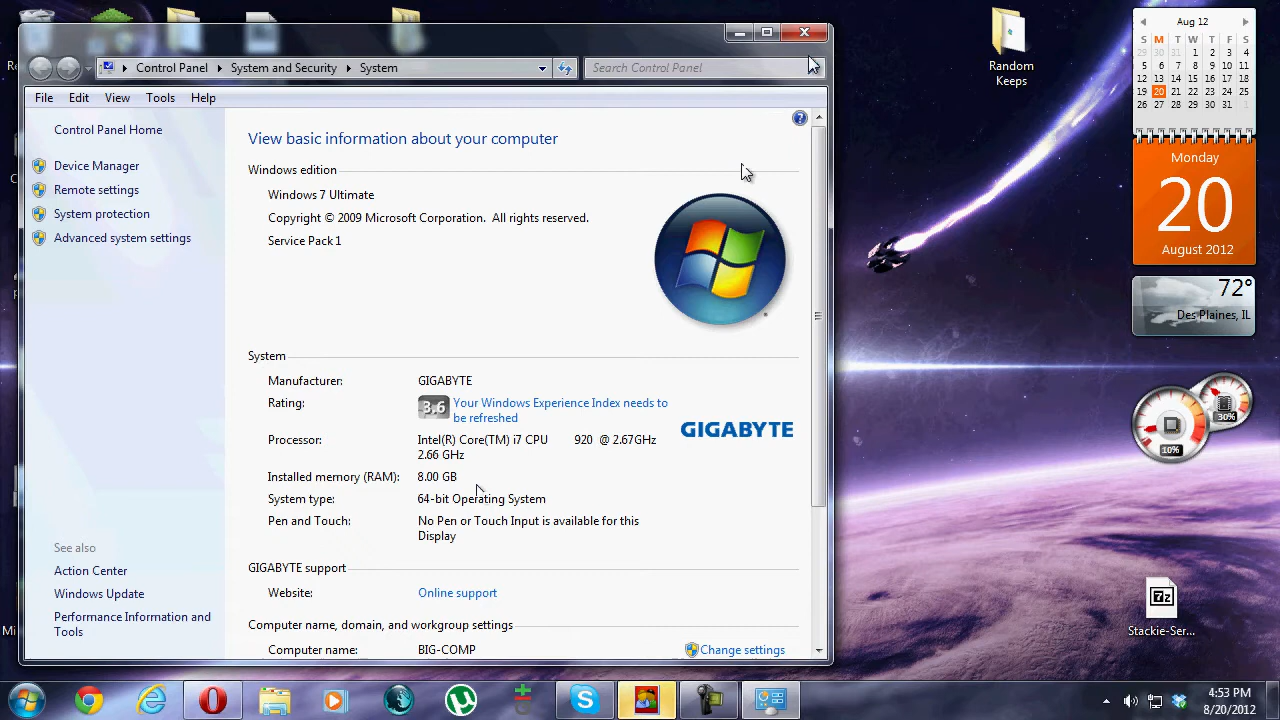 Control Panel
System and Security
System
Search Control Panel
File Edit View Tools Help
Control Panel Home
Device Manager
Remote settings
System protection
Advanced system settings
See also
Action Center
Windows Update
Performance Information and
Tools
View basic information about your computer
Windows edition
Windows 7 Ultimate
Copyright © 2009 Microsoft Corporation. All rights reserved.
Service Pack 1
System
Manufacturer: GIGABYTE
Rating: 3,6 Your Windows Experience Index needs to
be refreshed
Processor: Intel(R) Core(TM) i7 CPU 920 @ 2.67GHz
2.66 GHz
GIGABYTE
Installed memory (RAM): 8.00 GB
System type: 64-bit Operating System
Pen and Touch: No Pen or Touch Input is available for this
Display
GIGABYTE support
Website: Online support
Computer name, domain, and workgroup settings
Computer name: BIG-COMP
Change settings
Random
Keeps
Aug 12
S M T W T F S
29 30 31 1 2 3 4
5 6 7 8 9 10 11
12 13 14 15 16 17 18
19 20 21 22 23 24 25
26 27 28 29 30 31 1
Monday
20
August 2012
72°
Des Plaines, IL
30%
10%
7z
Stackie-Ser...
4:53 PM
8/20/2012